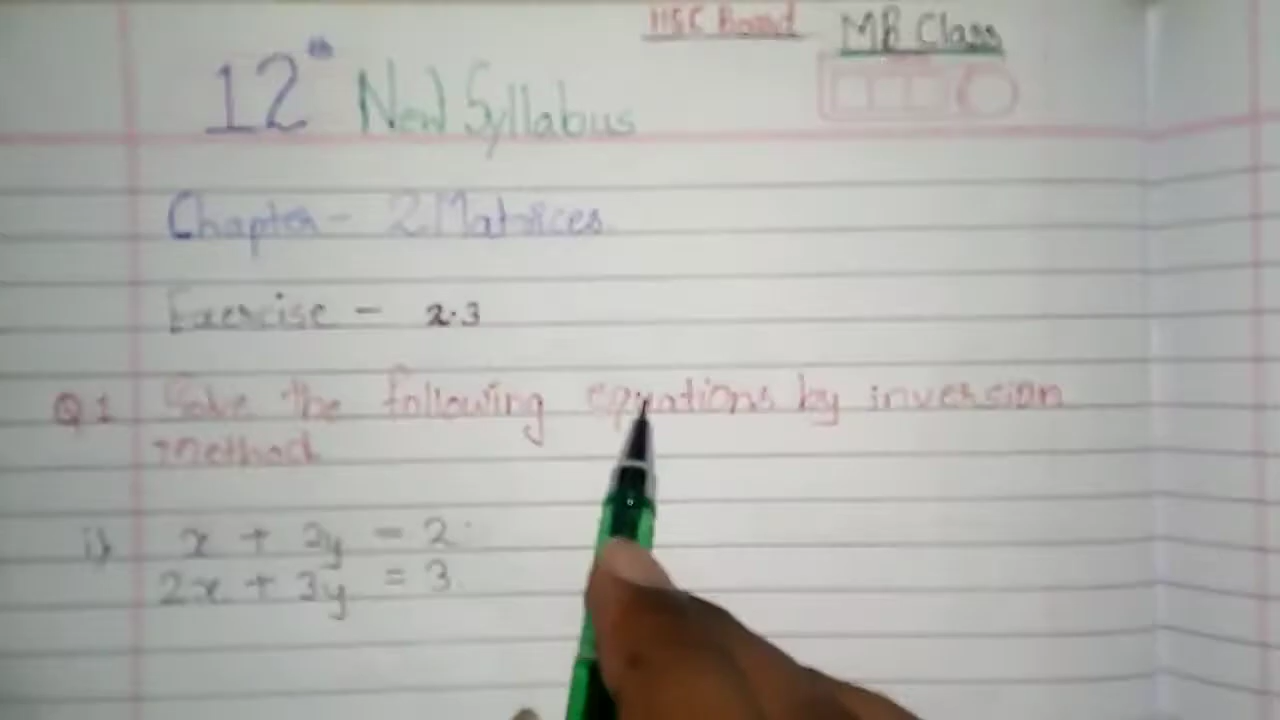 HSC Board MB Class
12th New Syllabus
Chapter - 2 Matrices
Exercise - 2.3
Q1 Solve the following equations by inversion
method
i) x + 2y = 2
2x + 3y = 3